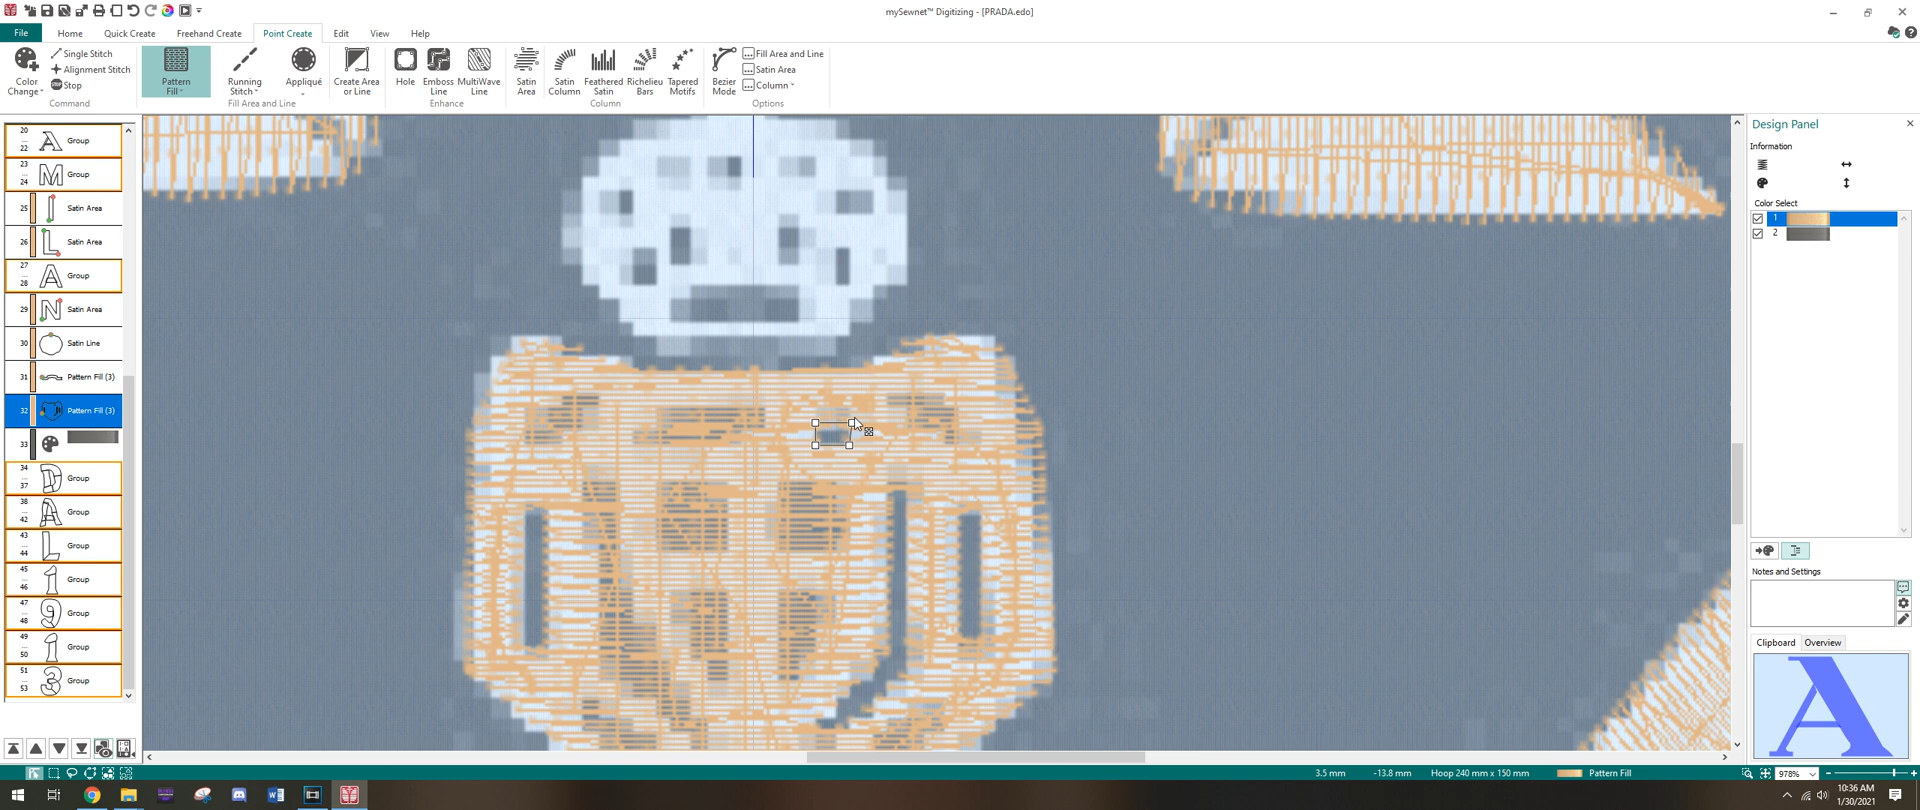 mySewnet™ Digitizing - [PRADA.edo]
File Home Quick Create Freehand Create Point Create Edit View Help
Color Change
Single Stitch
Alignment Stitch
Stop
Command
Pattern Fill
Running Stitch
Appliqué
Create Area or Line
Fill Area and Line
Hole
Emboss Line
MultiWave Line
Enhance
Satin Area
Satin Column
Feathered Satin
Richelieu Bars
Tapered Motifs
Column
Bezier Mode
Fill Area and Line
Satin Area
Column
Options
20 22 A Group
23 24 M Group
25 Satin Area
26 L Satin Area
27 28 A Group
29 N Satin Area
30 Satin Line
31 Pattern Fill (3)
32 Pattern Fill (3)
33
34 37 D Group
38 42 A Group
43 44 L Group
45 46 1 Group
47 48 9 Group
49 50 1 Group
51 53 3 Group
Design Panel
Information
Color Select
1
2
Notes and Settings
Clipboard Overview
A
3.5 mm -13.8 mm Hoop 240 mm x 150 mm Pattern Fill 978%
10:36 AM
1/30/2021